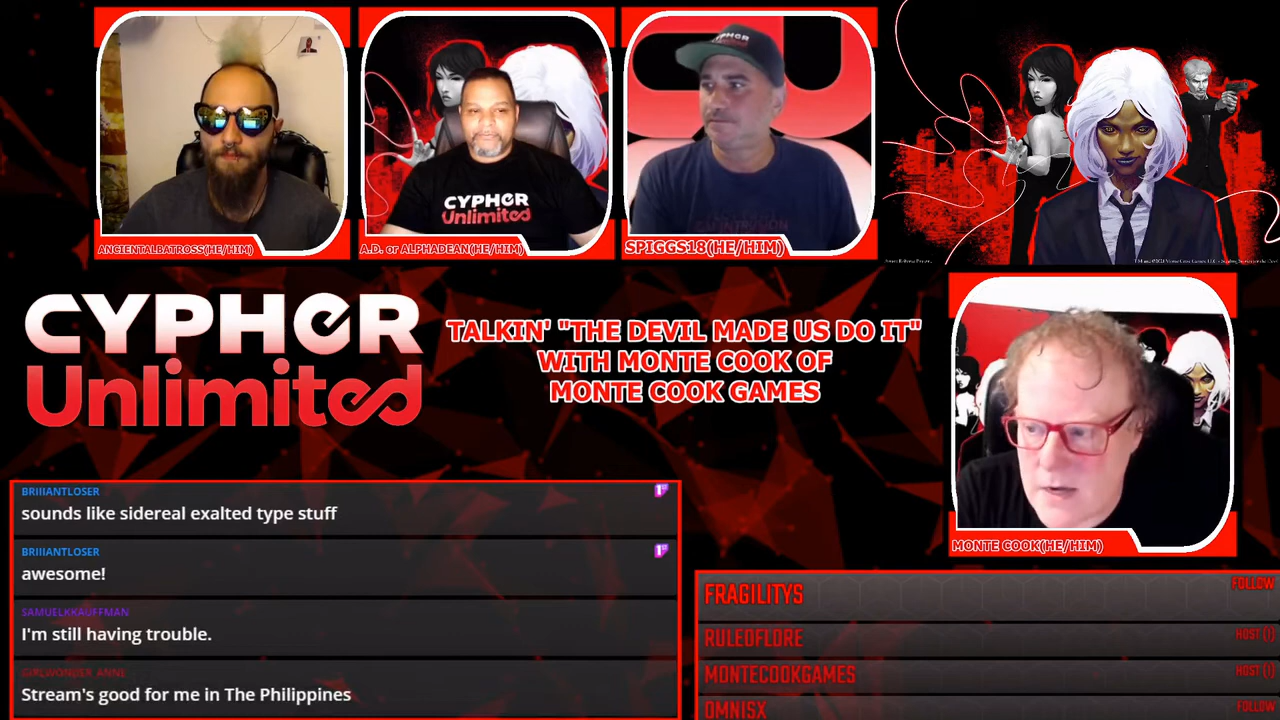 ANCIENTALBATROSS(HE/HIM)
A.D. or ALPHADEAN(HE/HIM)
CYPHER
Unlimited
SPIGGS18(HE/HIM)
CYPHER
Unlimited
TALKIN' "THE DEVIL MADE US DO IT"
WITH MONTE COOK OF
MONTE COOK GAMES
MONTE COOK(HE/HIM)
BRIIIANTLOSER
sounds like sidereal exalted type stuff
BRIIIANTLOSER
awesome!
SAMUELKKAUFFMAN
I'm still having trouble.
GIRLWONDER_ANNE
Stream's good for me in The Philippines
FRAGILITYS FOLLOW
RULEOFLORE HOST (1)
MONTECOOKGAMES HOST (1)
OMNISX FOLLOW